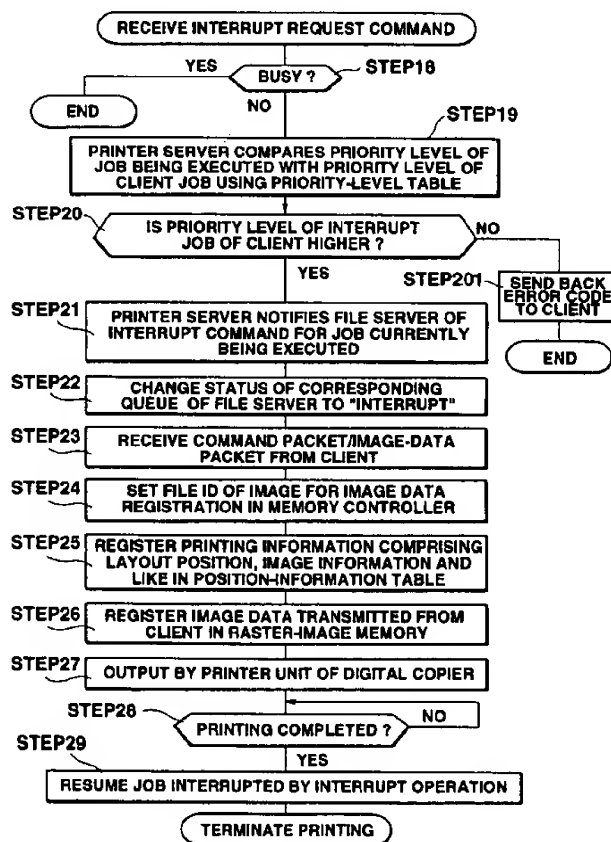 RECEIVE INTERRUPT REQUEST COMMAND
YES
BUSY ?
STEP18
END
NO
STEP19
PRINTER SERVER COMPARES PRIORITY LEVEL OF
JOB BEING EXECUTED WITH PRIORITY LEVEL OF
CLIENT JOB USING PRIORITY-LEVEL TABLE
STEP20
IS PRIORITY LEVEL OF INTERRUPT
JOB OF CLIENT HIGHER ?
NO
YES
STEP201
SEND BACK
ERROR CODE
TO CLIENT
END
STEP21
PRINTER SERVER NOTIFIES FILE SERVER OF
INTERRUPT COMMAND FOR JOB CURRENTLY
BEING EXECUTED
STEP22
CHANGE STATUS OF CORRESPONDING
QUEUE OF FILE SERVER TO "INTERRUPT"
STEP23
RECEIVE COMMAND PACKET/IMAGE-DATA
PACKET FROM CLIENT
STEP24
SET FILE ID OF IMAGE FOR IMAGE DATA
REGISTRATION IN MEMORY CONTROLLER
STEP25
REGISTER PRINTING INFORMATION COMPRISING
LAYOUT POSITION, IMAGE INFORMATION AND
LIKE IN POSITION-INFORMATION TABLE
STEP26
REGISTER IMAGE DATA TRANSMITTED FROM
CLIENT IN RASTER-IMAGE MEMORY
STEP27
OUTPUT BY PRINTER UNIT OF DIGITAL COPIER
STEP28
PRINTING COMPLETED ?
NO
STEP29
YES
RESUME JOB INTERRUPTED BY INTERRUPT OPERATION
TERMINATE PRINTING